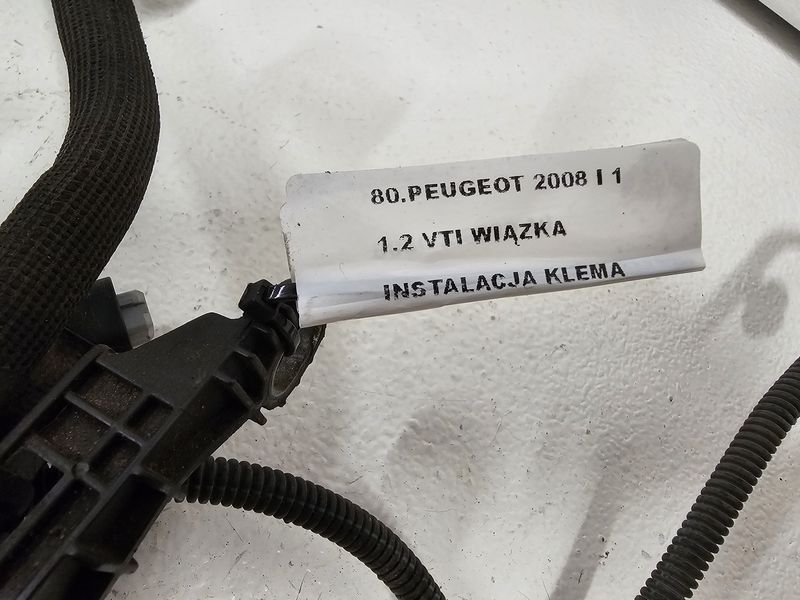 80.PEUGEOT 2008 I 1
1.2 VTI WIĄZKA
INSTALACJA KLEMA